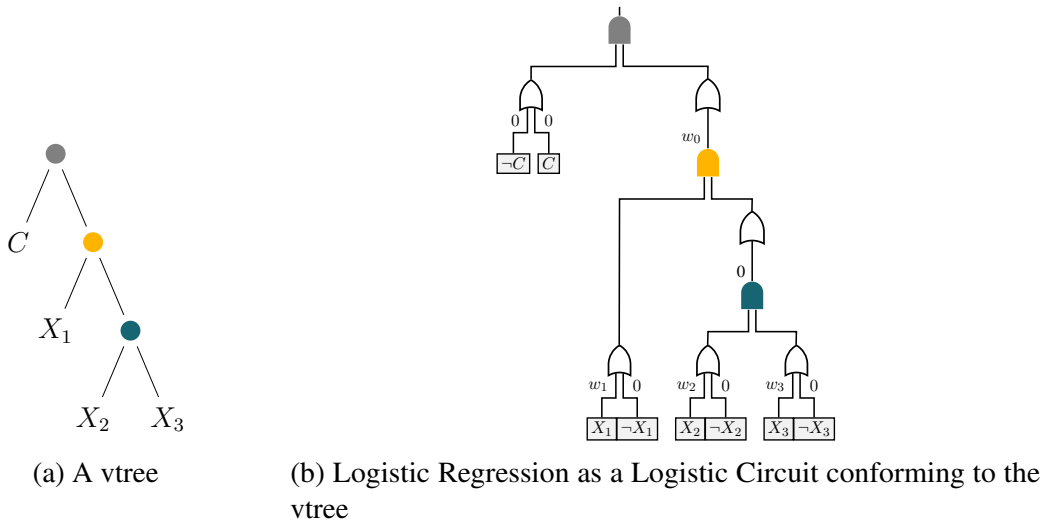 C
X₁
X₂ X₃
(a) A vtree
0 0
¬C C
w₀
0
w₁ 0 w₂ 0 w₃ 0
X₁ ¬X₁ X₂ ¬X₂ X₃ ¬X₃
(b) Logistic Regression as a Logistic Circuit conforming to the
vtree